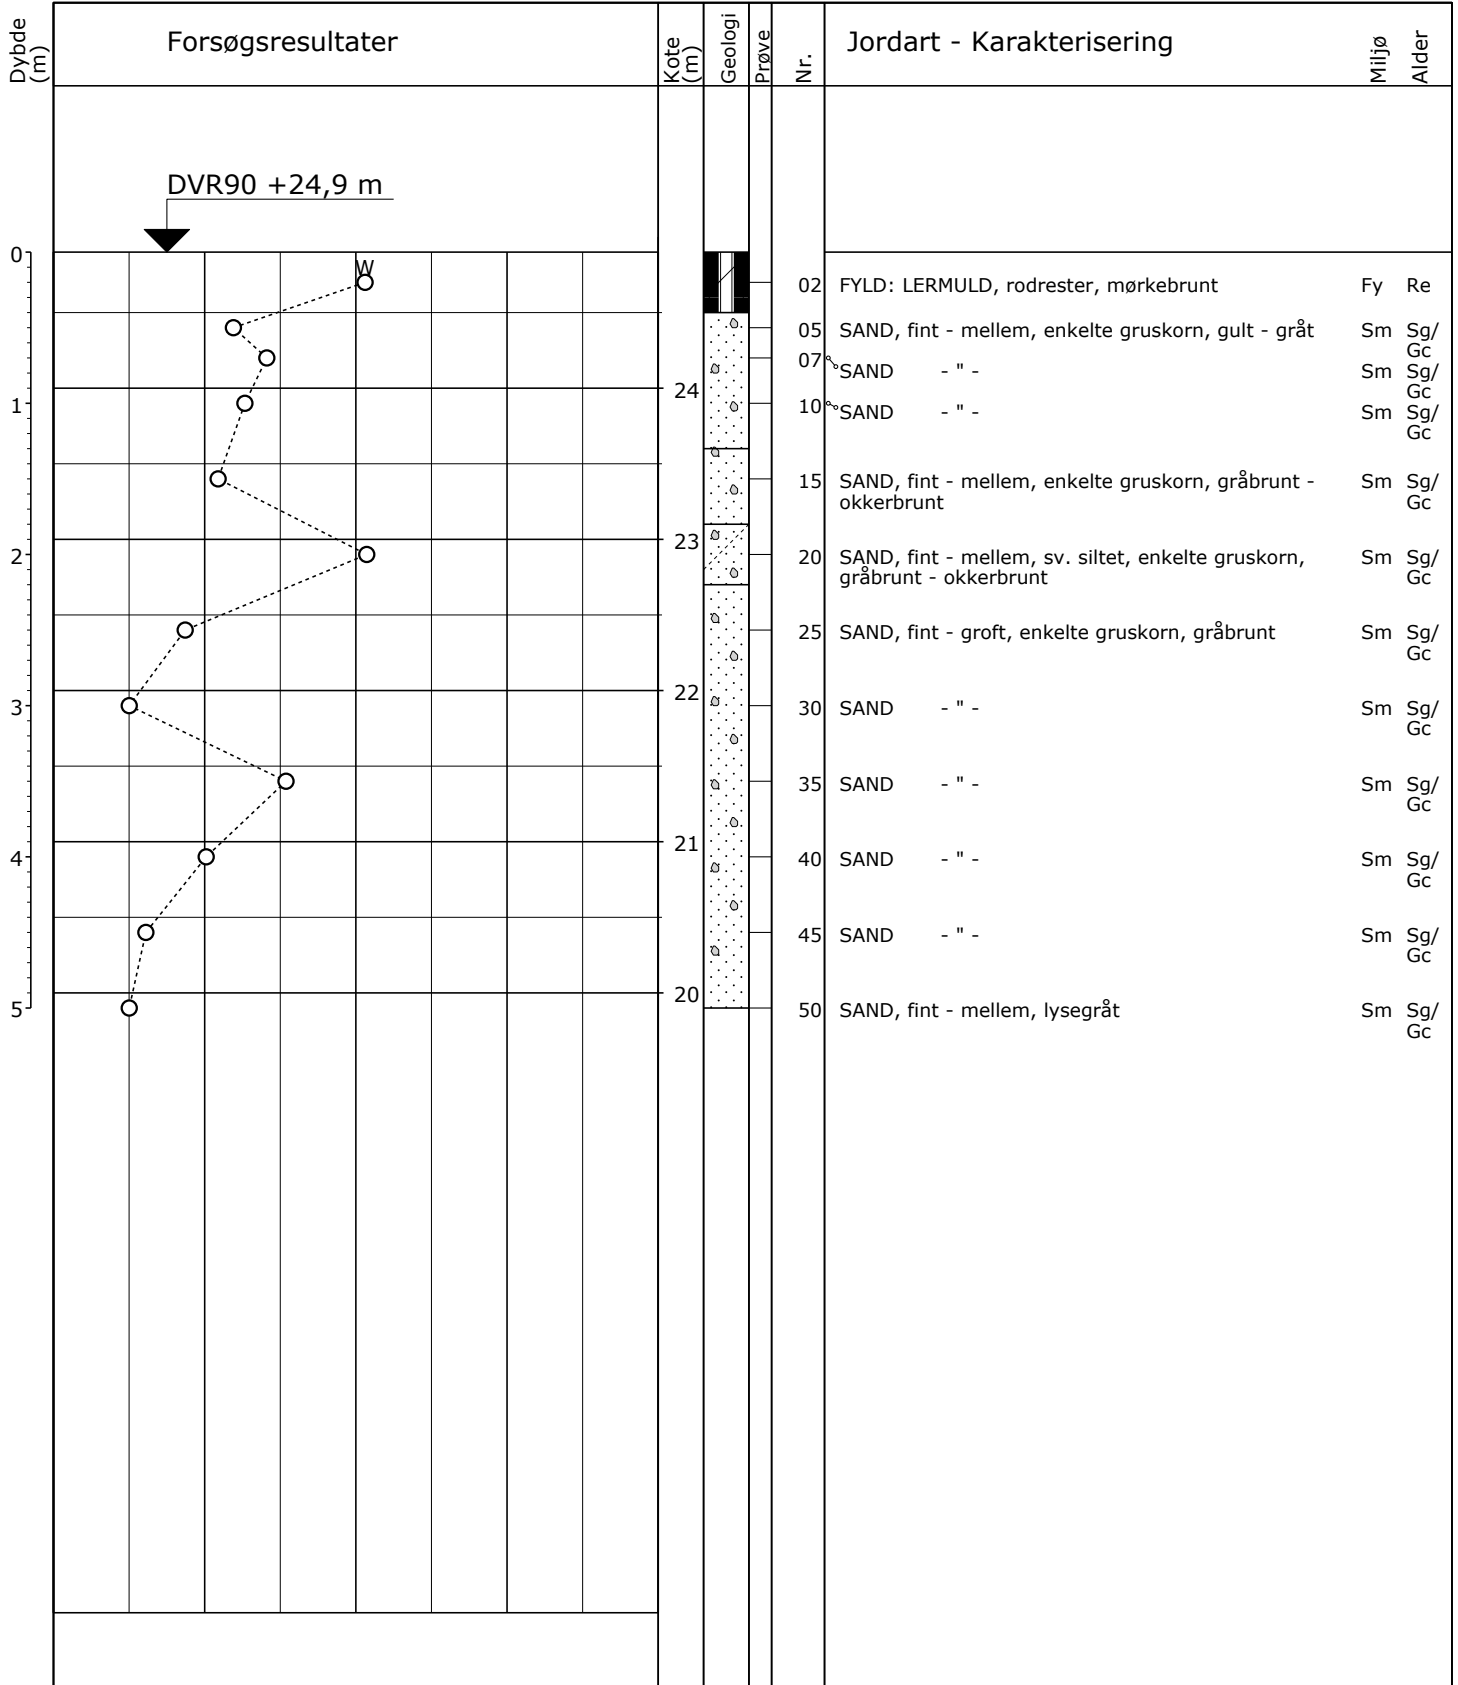 Dybde (m)
Forsøgsresultater
Kote (m)
Geologi
Prøve
Nr.
Jordart - Karakterisering
Miljø
Alder
DVR90 +24,9 m
0
W
02 FYLD: LERMULD, rodrester, mørkebrunt Fy Re
05 SAND, fint - mellem, enkelte gruskorn, gult - gråt Sm Sg/
Gc
07 SAND - " - Sm Sg/
Gc
24
1
10 SAND - " - Sm Sg/
Gc
15 SAND, fint - mellem, enkelte gruskorn, gråbrunt - Sm Sg/
okkerbrunt Gc
23
2
20 SAND, fint - mellem, sv. siltet, enkelte gruskorn, Sm Sg/
gråbrunt - okkerbrunt Gc
25 SAND, fint - groft, enkelte gruskorn, gråbrunt Sm Sg/
Gc
22
3
30 SAND - " - Sm Sg/
Gc
35 SAND - " - Sm Sg/
Gc
21
4
40 SAND - " - Sm Sg/
Gc
45 SAND - " - Sm Sg/
Gc
20
5
50 SAND, fint - mellem, lysegråt Sm Sg/
Gc